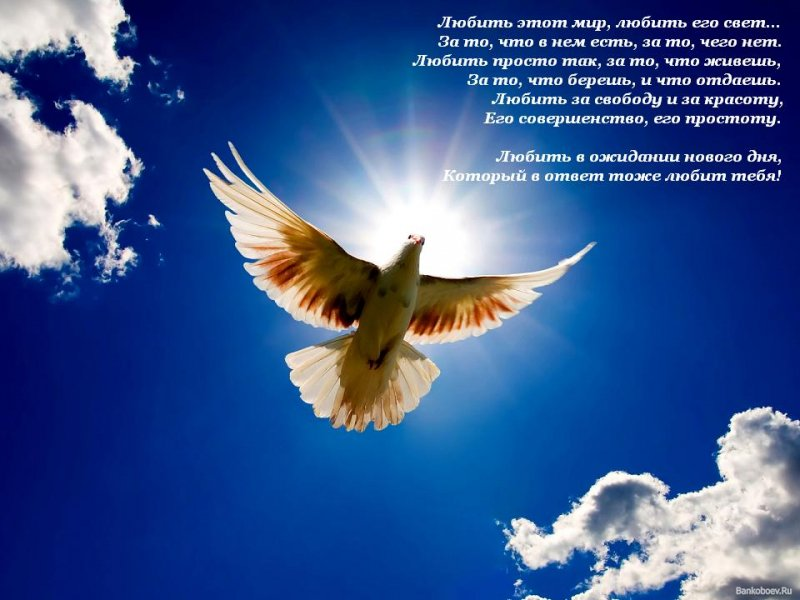 Любить этот мир, любить его свет...
За то, что в нем есть, за то, чего нет.
Любить просто так, за то, что живешь,
За то, что берешь, и что отдаешь.
Любить за свободу и за красоту,
Его совершенство, его простоту.
Любить в ожидании нового дня,
Который в ответ тоже любит тебя!
Bankoboev.Ru